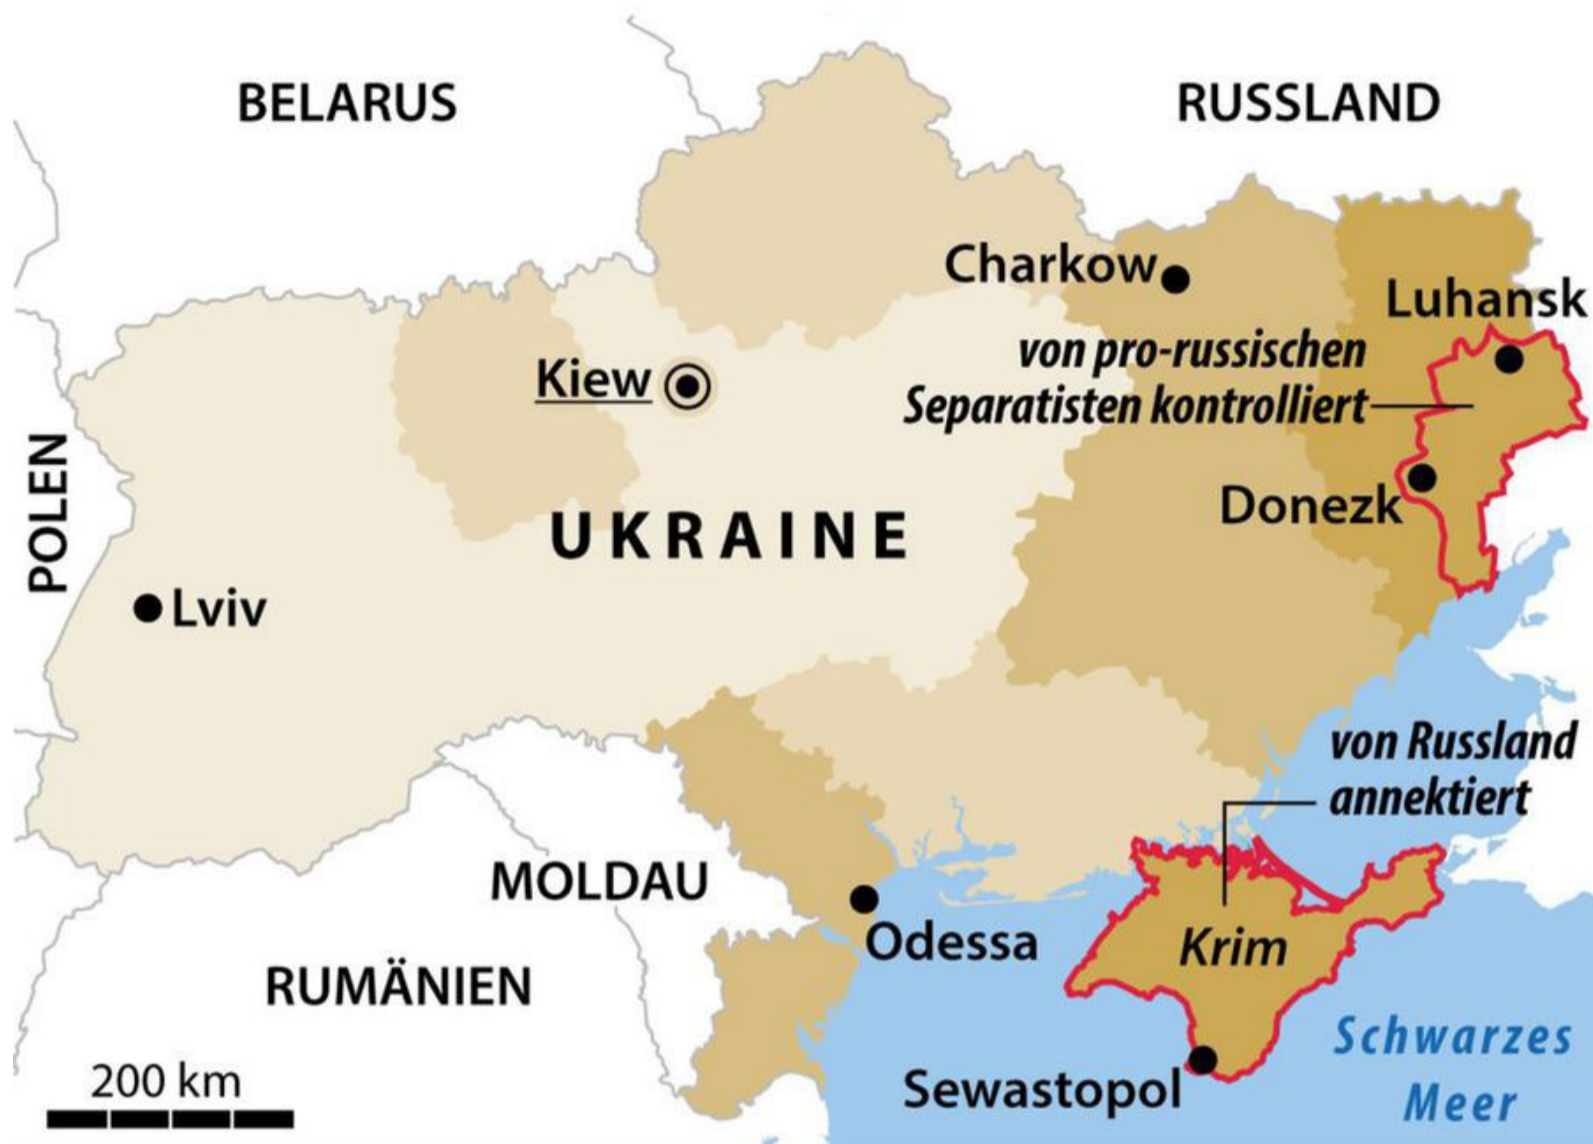 BELARUS
RUSSLAND
Charkow
Luhansk
von pro-russischen
Separatisten kontrolliert
Kiew
POLEN
Donezk
UKRAINE
Lviv
von Russland
annektiert
MOLDAU
Odessa
Krim
RUMÄNIEN
Schwarzes
Meer
200 km
Sewastopol